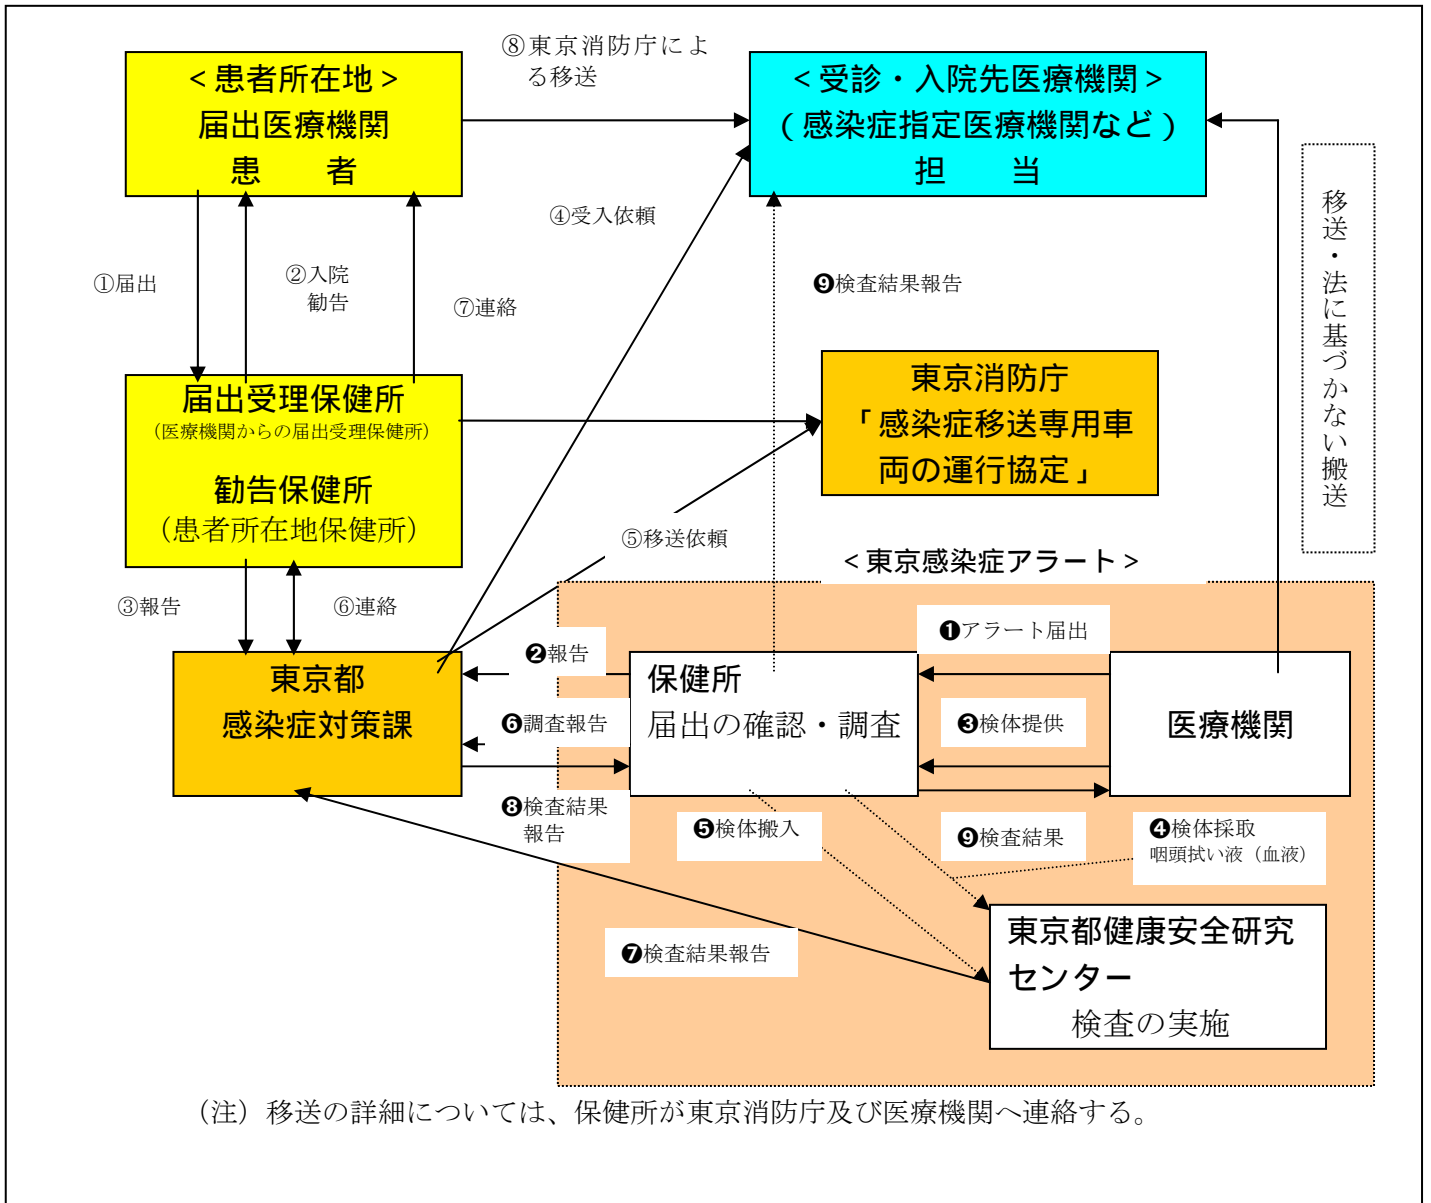 ⑧東京消防庁によ
る移送
＜患者所在地＞
届出医療機関
患　者
＜受診・入院先医療機関＞
（感染症指定医療機関など）
担　当
移送・法に基づかない搬送
④受入依頼
①届出
②入院
勧告
⑦連絡
❾検査結果報告
届出受理保健所
（医療機関からの届出受理保健所）
勧告保健所
（患者所在地保健所）
東京消防庁
「感染症移送専用車
両の運行協定」
⑤移送依頼
＜東京感染症アラート＞
③報告
⑥連絡
❶アラート届出
❷報告
東京都
感染症対策課
保健所
届出の確認・調査
医療機関
❻調査報告
❸検体提供
❽検査結果
報告
❺検体搬入
❾検査結果
❹検体採取
咽頭拭い液（血液）
❼検査結果報告
東京都健康安全研究
センター
検査の実施
（注）移送の詳細については、保健所が東京消防庁及び医療機関へ連絡する。